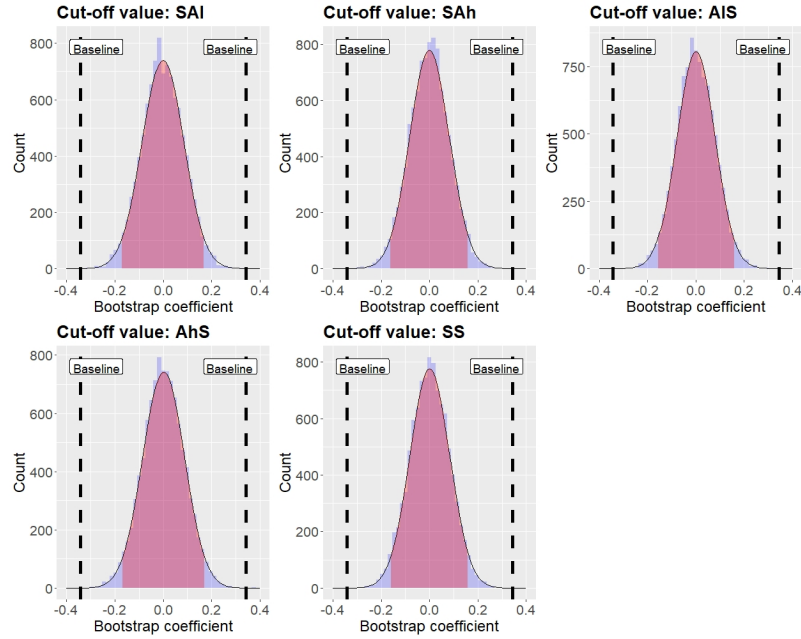 Cut-off value: SAl
Cut-off value: SAh
Cut-off value: AlS
Baseline
Baseline
Baseline
Baseline
Baseline
Baseline
800
600
400
200
0
Count
-0.4
-0.2
0.0
0.2
0.4
Bootstrap coefficient
800
600
400
200
0
Count
-0.4
-0.2
0.0
0.2
0.4
Bootstrap coefficient
750
500
250
0
Count
-0.4
-0.2
0.0
0.2
0.4
Bootstrap coefficient
Cut-off value: AhS
Cut-off value: SS
Baseline
Baseline
Baseline
Baseline
800
600
400
200
0
Count
-0.4
-0.2
0.0
0.2
0.4
Bootstrap coefficient
800
600
400
200
0
Count
-0.4
-0.2
0.0
0.2
0.4
Bootstrap coefficient